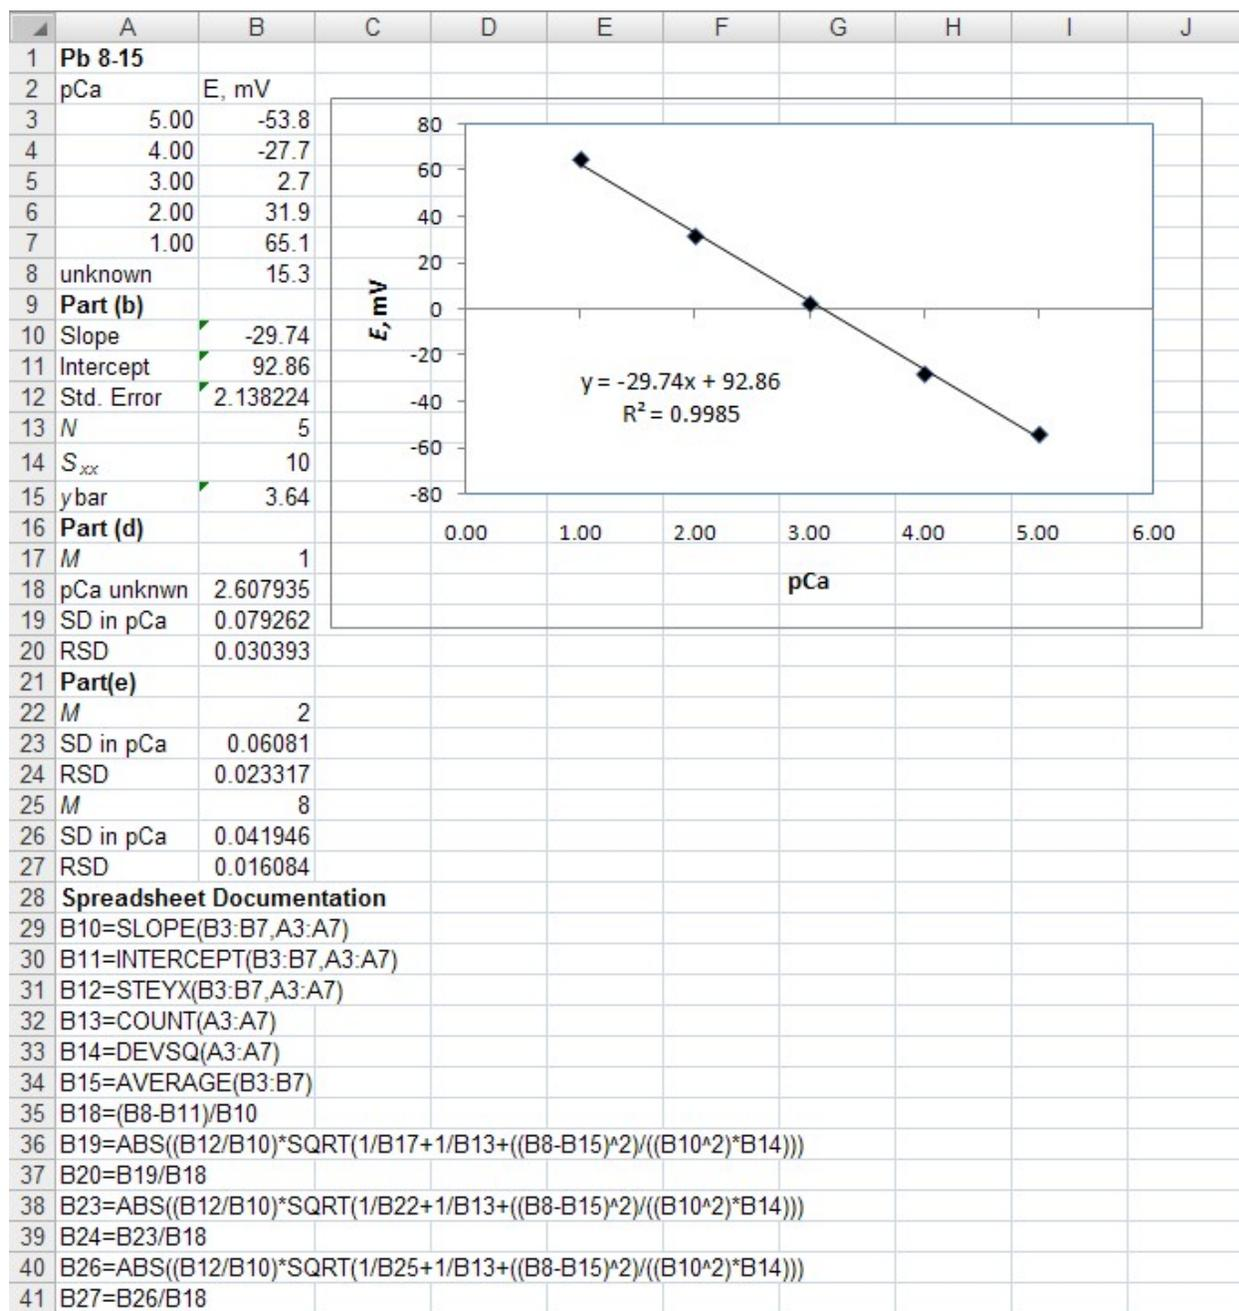 A B C D E F G H I J
1 Pb 8-15
2 pCa E, mV
3 5.00 -53.8
4 4.00 -27.7
5 3.00 2.7
6 2.00 31.9
7 1.00 65.1
8 unknown 15.3
9 Part (b)
10 Slope -29.74
11 Intercept 92.86
12 Std. Error 2.138224
13 N 5
14 Sxx 10
15 y bar 3.64
16 Part (d)
17 M 1
18 pCa unknwn 2.607935
19 SD in pCa 0.079262
20 RSD 0.030393
21 Part(e)
22 M 2
23 SD in pCa 0.06081
24 RSD 0.023317
25 M 8
26 SD in pCa 0.041946
27 RSD 0.016084
28 Spreadsheet Documentation
29 B10=SLOPE(B3:B7,A3:A7)
30 B11=INTERCEPT(B3:B7,A3:A7)
31 B12=STEYX(B3:B7,A3:A7)
32 B13=COUNT(A3:A7)
33 B14=DEVSQ(A3:A7)
34 B15=AVERAGE(B3:B7)
35 B18=(B8-B11)/B10
36 B19=ABS((B12/B10)*SQRT(1/B17+1/B13+((B8-B15)^2)/((B10^2)*B14)))
37 B20=B19/B18
38 B23=ABS((B12/B10)*SQRT(1/B22+1/B13+((B8-B15)^2)/((B10^2)*B14)))
39 B24=B23/B18
40 B26=ABS((B12/B10)*SQRT(1/B25+1/B13+((B8-B15)^2)/((B10^2)*B14)))
41 B27=B26/B18
80
60
40
20
0
-20
-40
-60
-80
E, mV
y = -29.74x + 92.86
R² = 0.9985
0.00 1.00 2.00 3.00 4.00 5.00 6.00
pCa